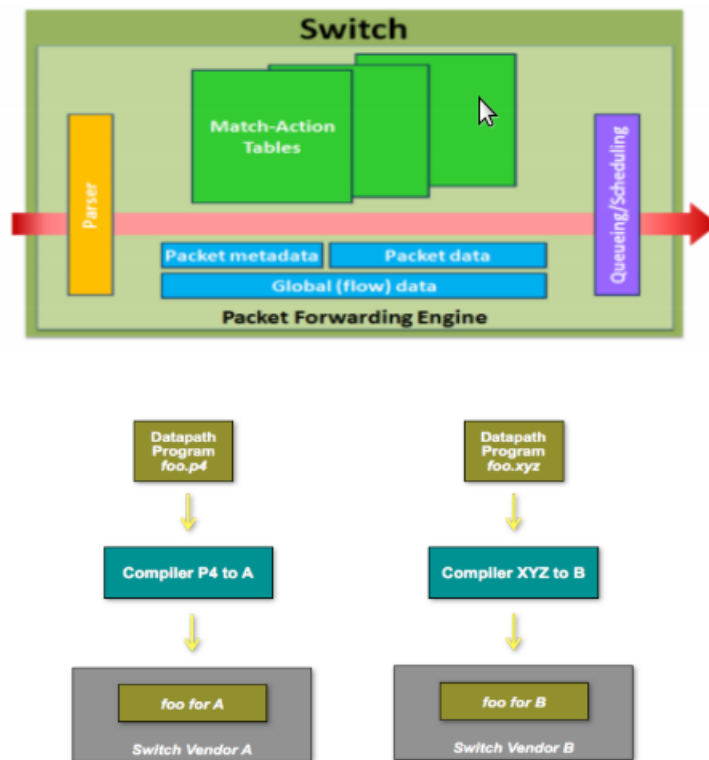 Switch
Match-Action
Tables
Parser
Queueing/Scheduling
Packet metadata
Packet data
Global (flow) data
Packet Forwarding Engine
Datapath
Program
foo.p4
Datapath
Program
foo.xyz
Compiler P4 to A
Compiler XYZ to B
foo for A
foo for B
Switch Vendor A
Switch Vendor B